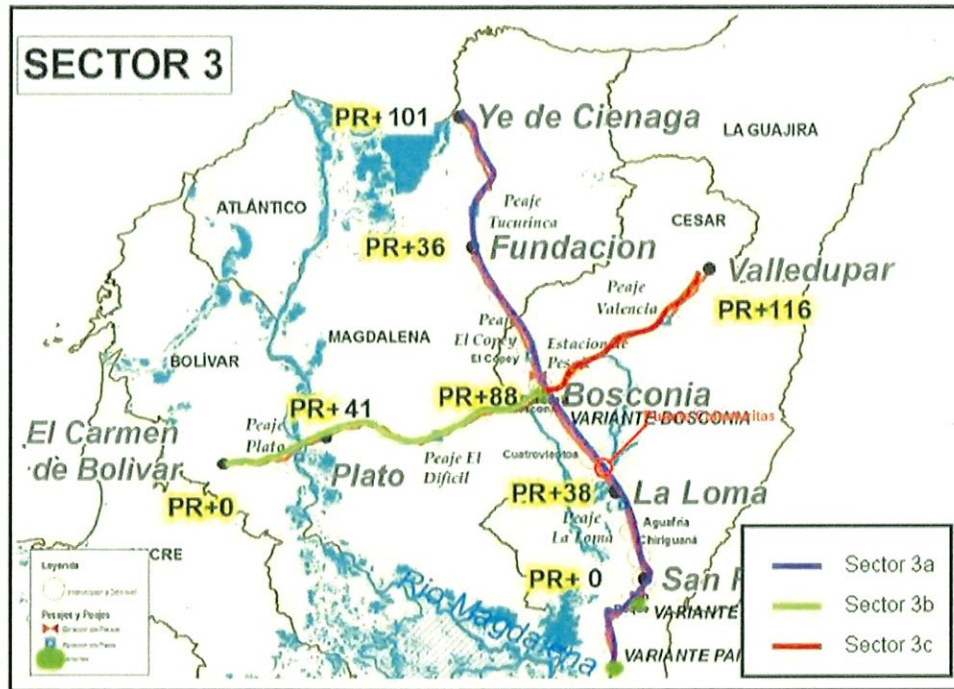 SECTOR 3
PR+101
Ye de Cienaga
LA GUAJIRA
ATLÁNTICO
Peaje
Tucurinca
CESAR
PR+36
Fundacion
Valledupar
Peaje
Valencia
PR+116
MAGDALENA
Peaje
El Copey
El Copey
Estacion de
BOLÍVAR
PR+88
Bosconia
VARIANTE BOSCONIA
PR+41
El Carmen
de Bolivar
Peaje
Plato
Plato
Peaje El
Dificil
Cuatrovientos
PR+38
La Loma
PR+0
Peaje
La Loma
Aguafria
Chiriguaná
CRE
PR+ 0
San
Rio Magdalena
VARIANTE
VARIANTE PAI
Leyenda
Pesajes y Peajes
Sector 3a
Sector 3b
Sector 3c